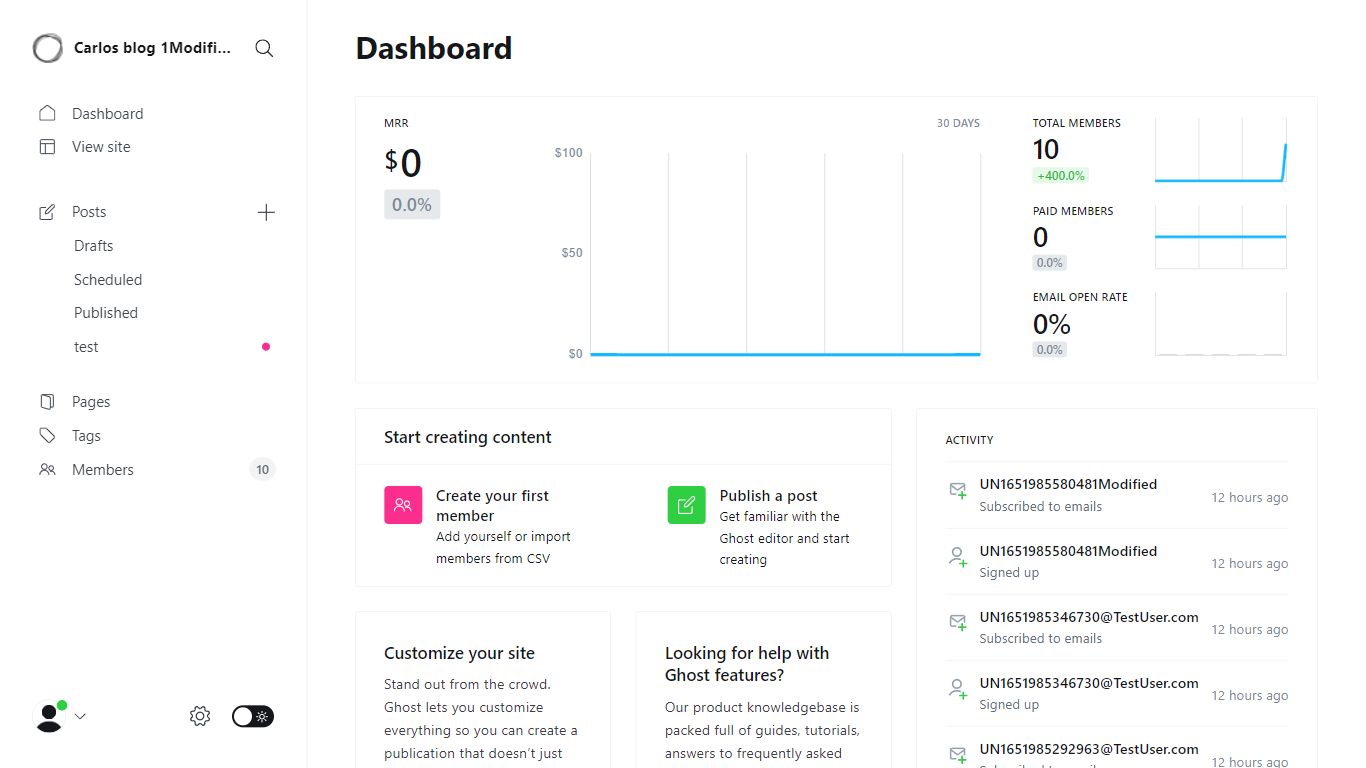 Carlos blog 1Modifi...
Dashboard
View site
Posts
Drafts
Scheduled
Published
test
Pages
Tags
Members
10
Dashboard
MRR
30 DAYS
$0
0.0%
$100
$50
$0
TOTAL MEMBERS
10
+400.0%
PAID MEMBERS
0
0.0%
EMAIL OPEN RATE
0%
0.0%
Start creating content
Create your first
member
Add yourself or import
members from CSV
Publish a post
Get familiar with the
Ghost editor and start
creating
Customize your site
Stand out from the crowd.
Ghost lets you customize
everything so you can create a
publication that doesn't just
Looking for help with
Ghost features?
Our product knowledgebase is
packed full of guides, tutorials,
answers to frequently asked
ACTIVITY
UN1651985580481Modified
Subscribed to emails
12 hours ago
UN1651985580481Modified
Signed up
12 hours ago
UN1651985346730@TestUser.com
Subscribed to emails
12 hours ago
UN1651985346730@TestUser.com
Signed up
12 hours ago
UN1651985292963@TestUser.com
Subscribed to emails
12 hours ago